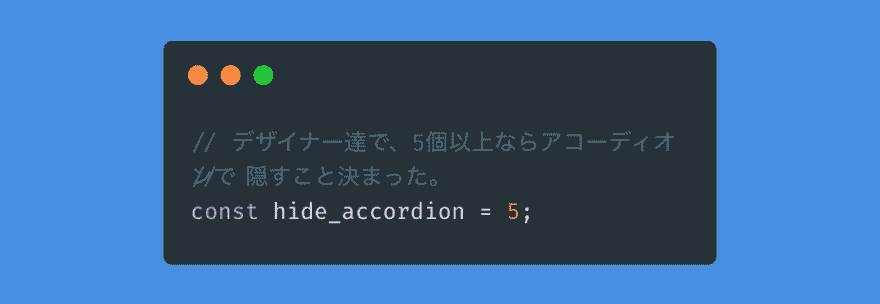 // デザイナー達で、5個以上ならアコーディオ
//ンで 隠すこと決まった。
const hide_accordion = 5;